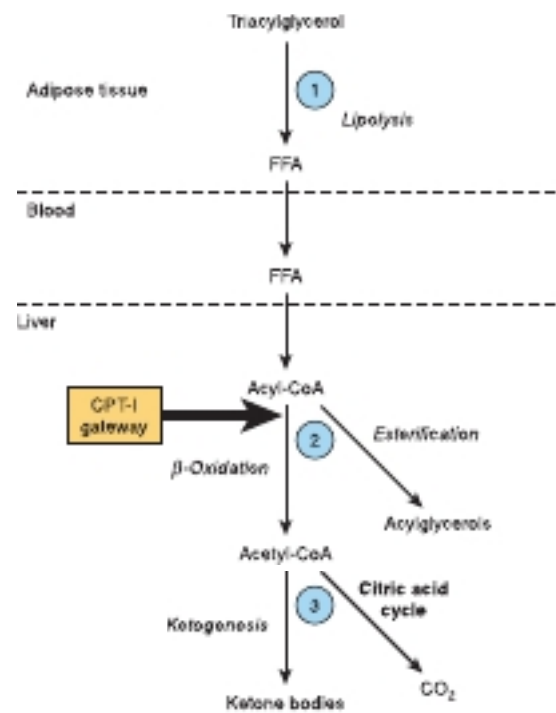 Triacylglycerol
1
Adipose tissue
Lipolysis
FFA
Blood
FFA
Liver
Acyl-CoA
CPT-I
gateway
2
Esterification
β-Oxidation
Acylglycerols
Acetyl-CoA
Citric acid
cycle
3
Ketogenesis
CO₂
Ketone bodies